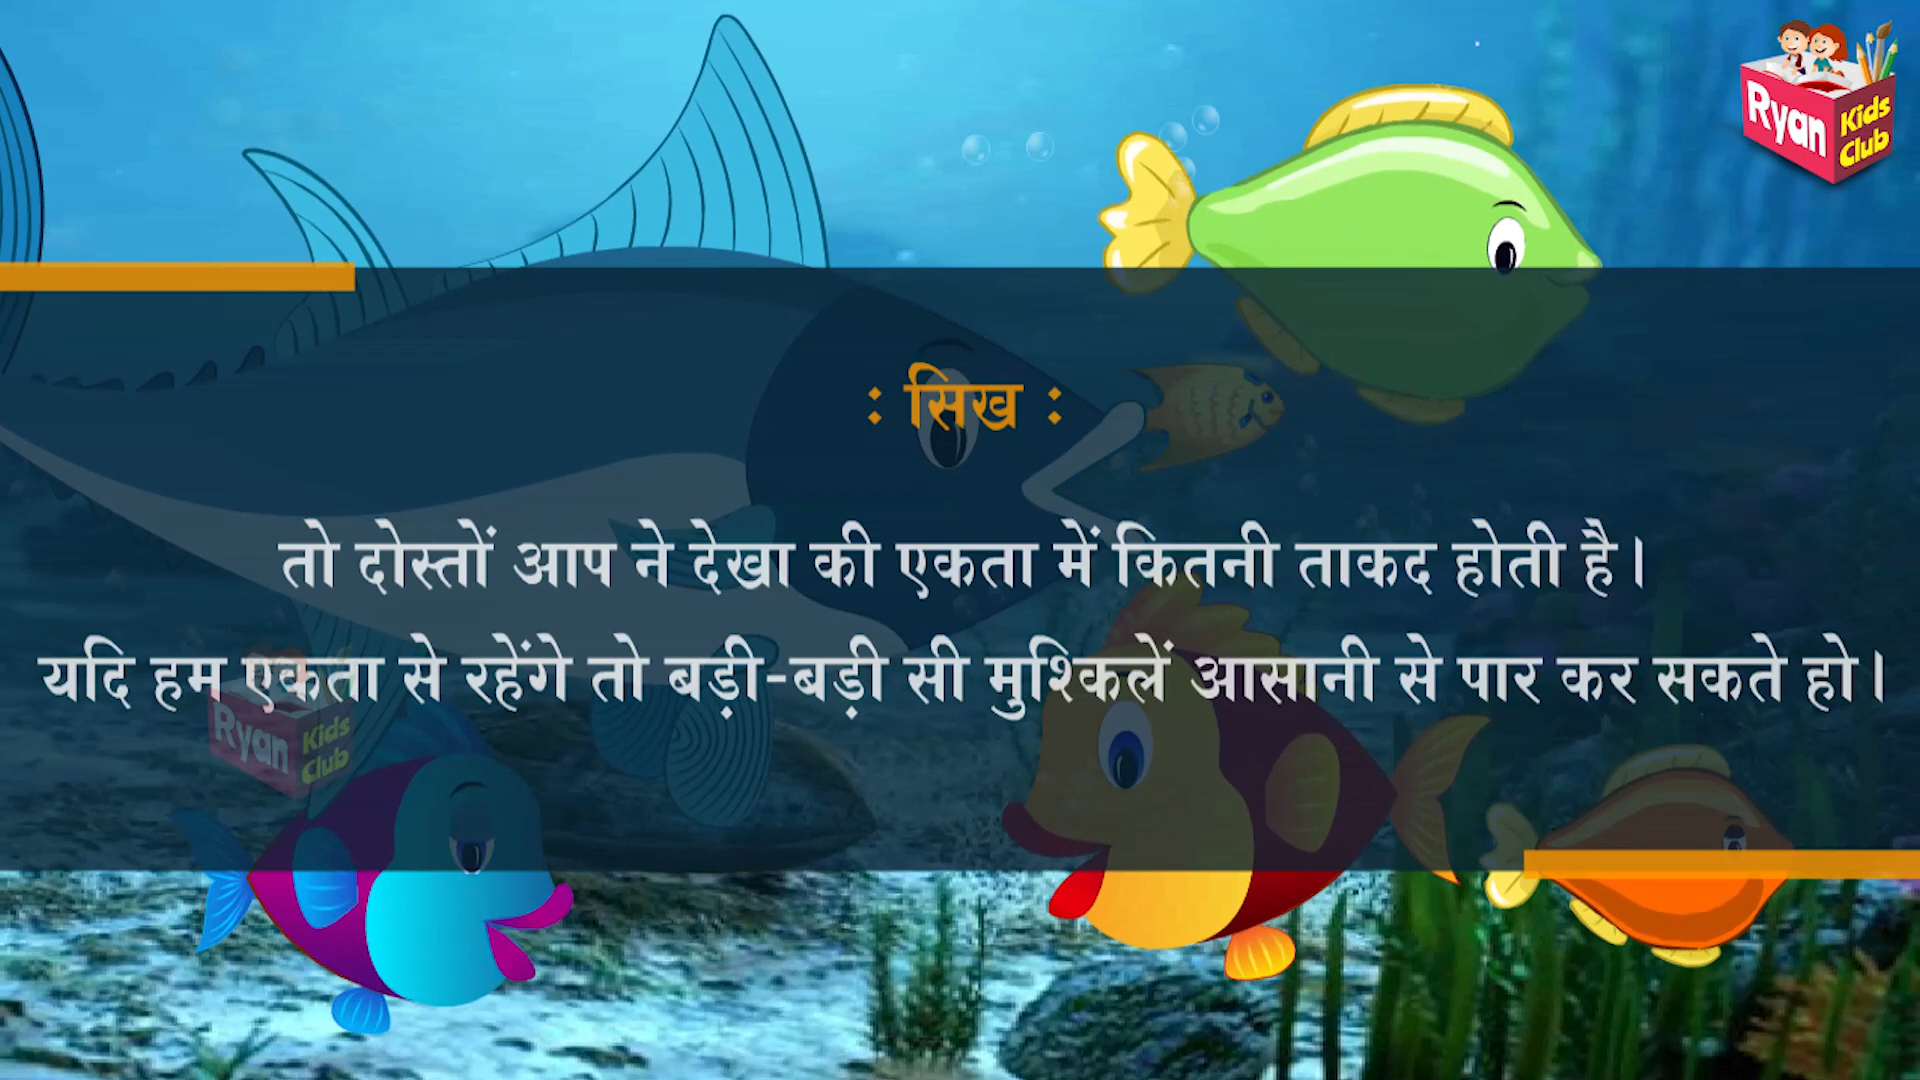 Ryan Kids Club
: सिख :
तो दोस्तों आप ने देखा की एकता में कितनी ताकद होती है।
यदि हम एकता से रहेंगे तो बड़ी-बड़ी सी मुश्किलें आसानी से पार कर सकते हो।
Ryan Kids Club